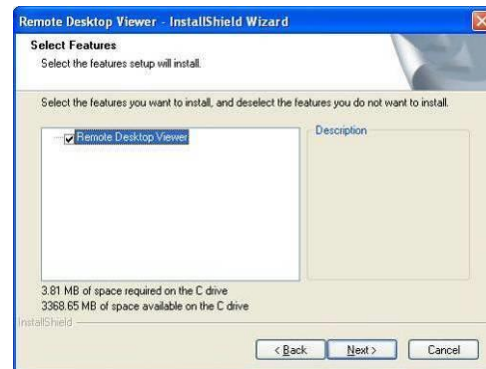 Remote Desktop Viewer - InstallShield Wizard
Select Features
Select the features setup will install.
Select the features you want to install, and deselect the features you do not want to install.
Remote Desktop Viewer
Description
3.81 MB of space required on the C drive
3368.65 MB of space available on the C drive
InstallShield
< Back
Next >
Cancel